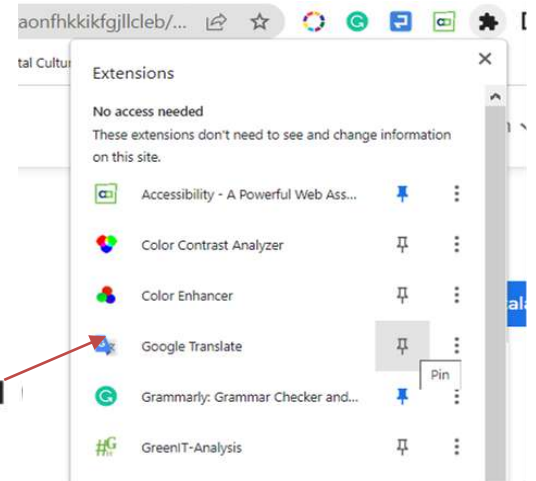 aonfhkkikfgjllcleb/...
tal Cultu
Extensions
No access needed
These extensions don't need to see and change information
on this site.
Accessibility - A Powerful Web Ass...
Color Contrast Analyzer
Color Enhancer
Google Translate
Pin
Grammarly: Grammar Checker and...
GreenIT-Analysis